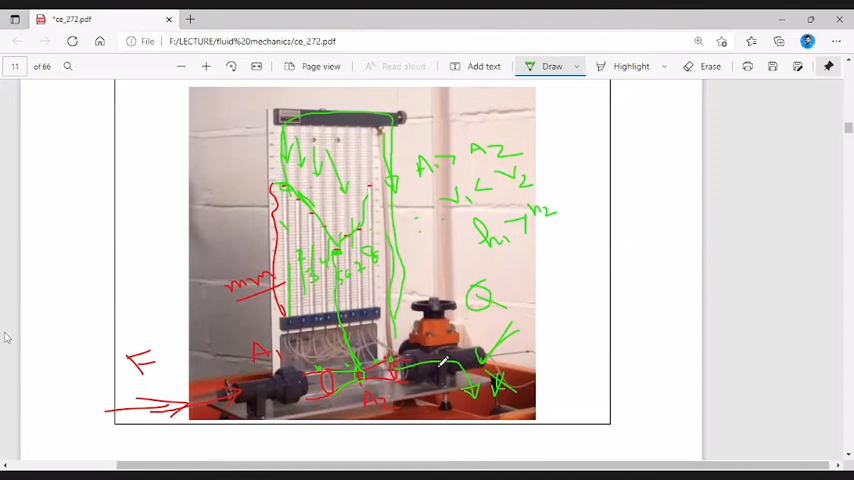 *ce_272.pdf
File
F:/LECTURE/fluid%20mechanics/ce_272.pdf
11
of 66
Page view
Read aloud
Add text
Draw
Highlight
Erase
A₁ > A2
V₁ < V₂
∴ h₁ > h2
Q
mm
A₁
A2